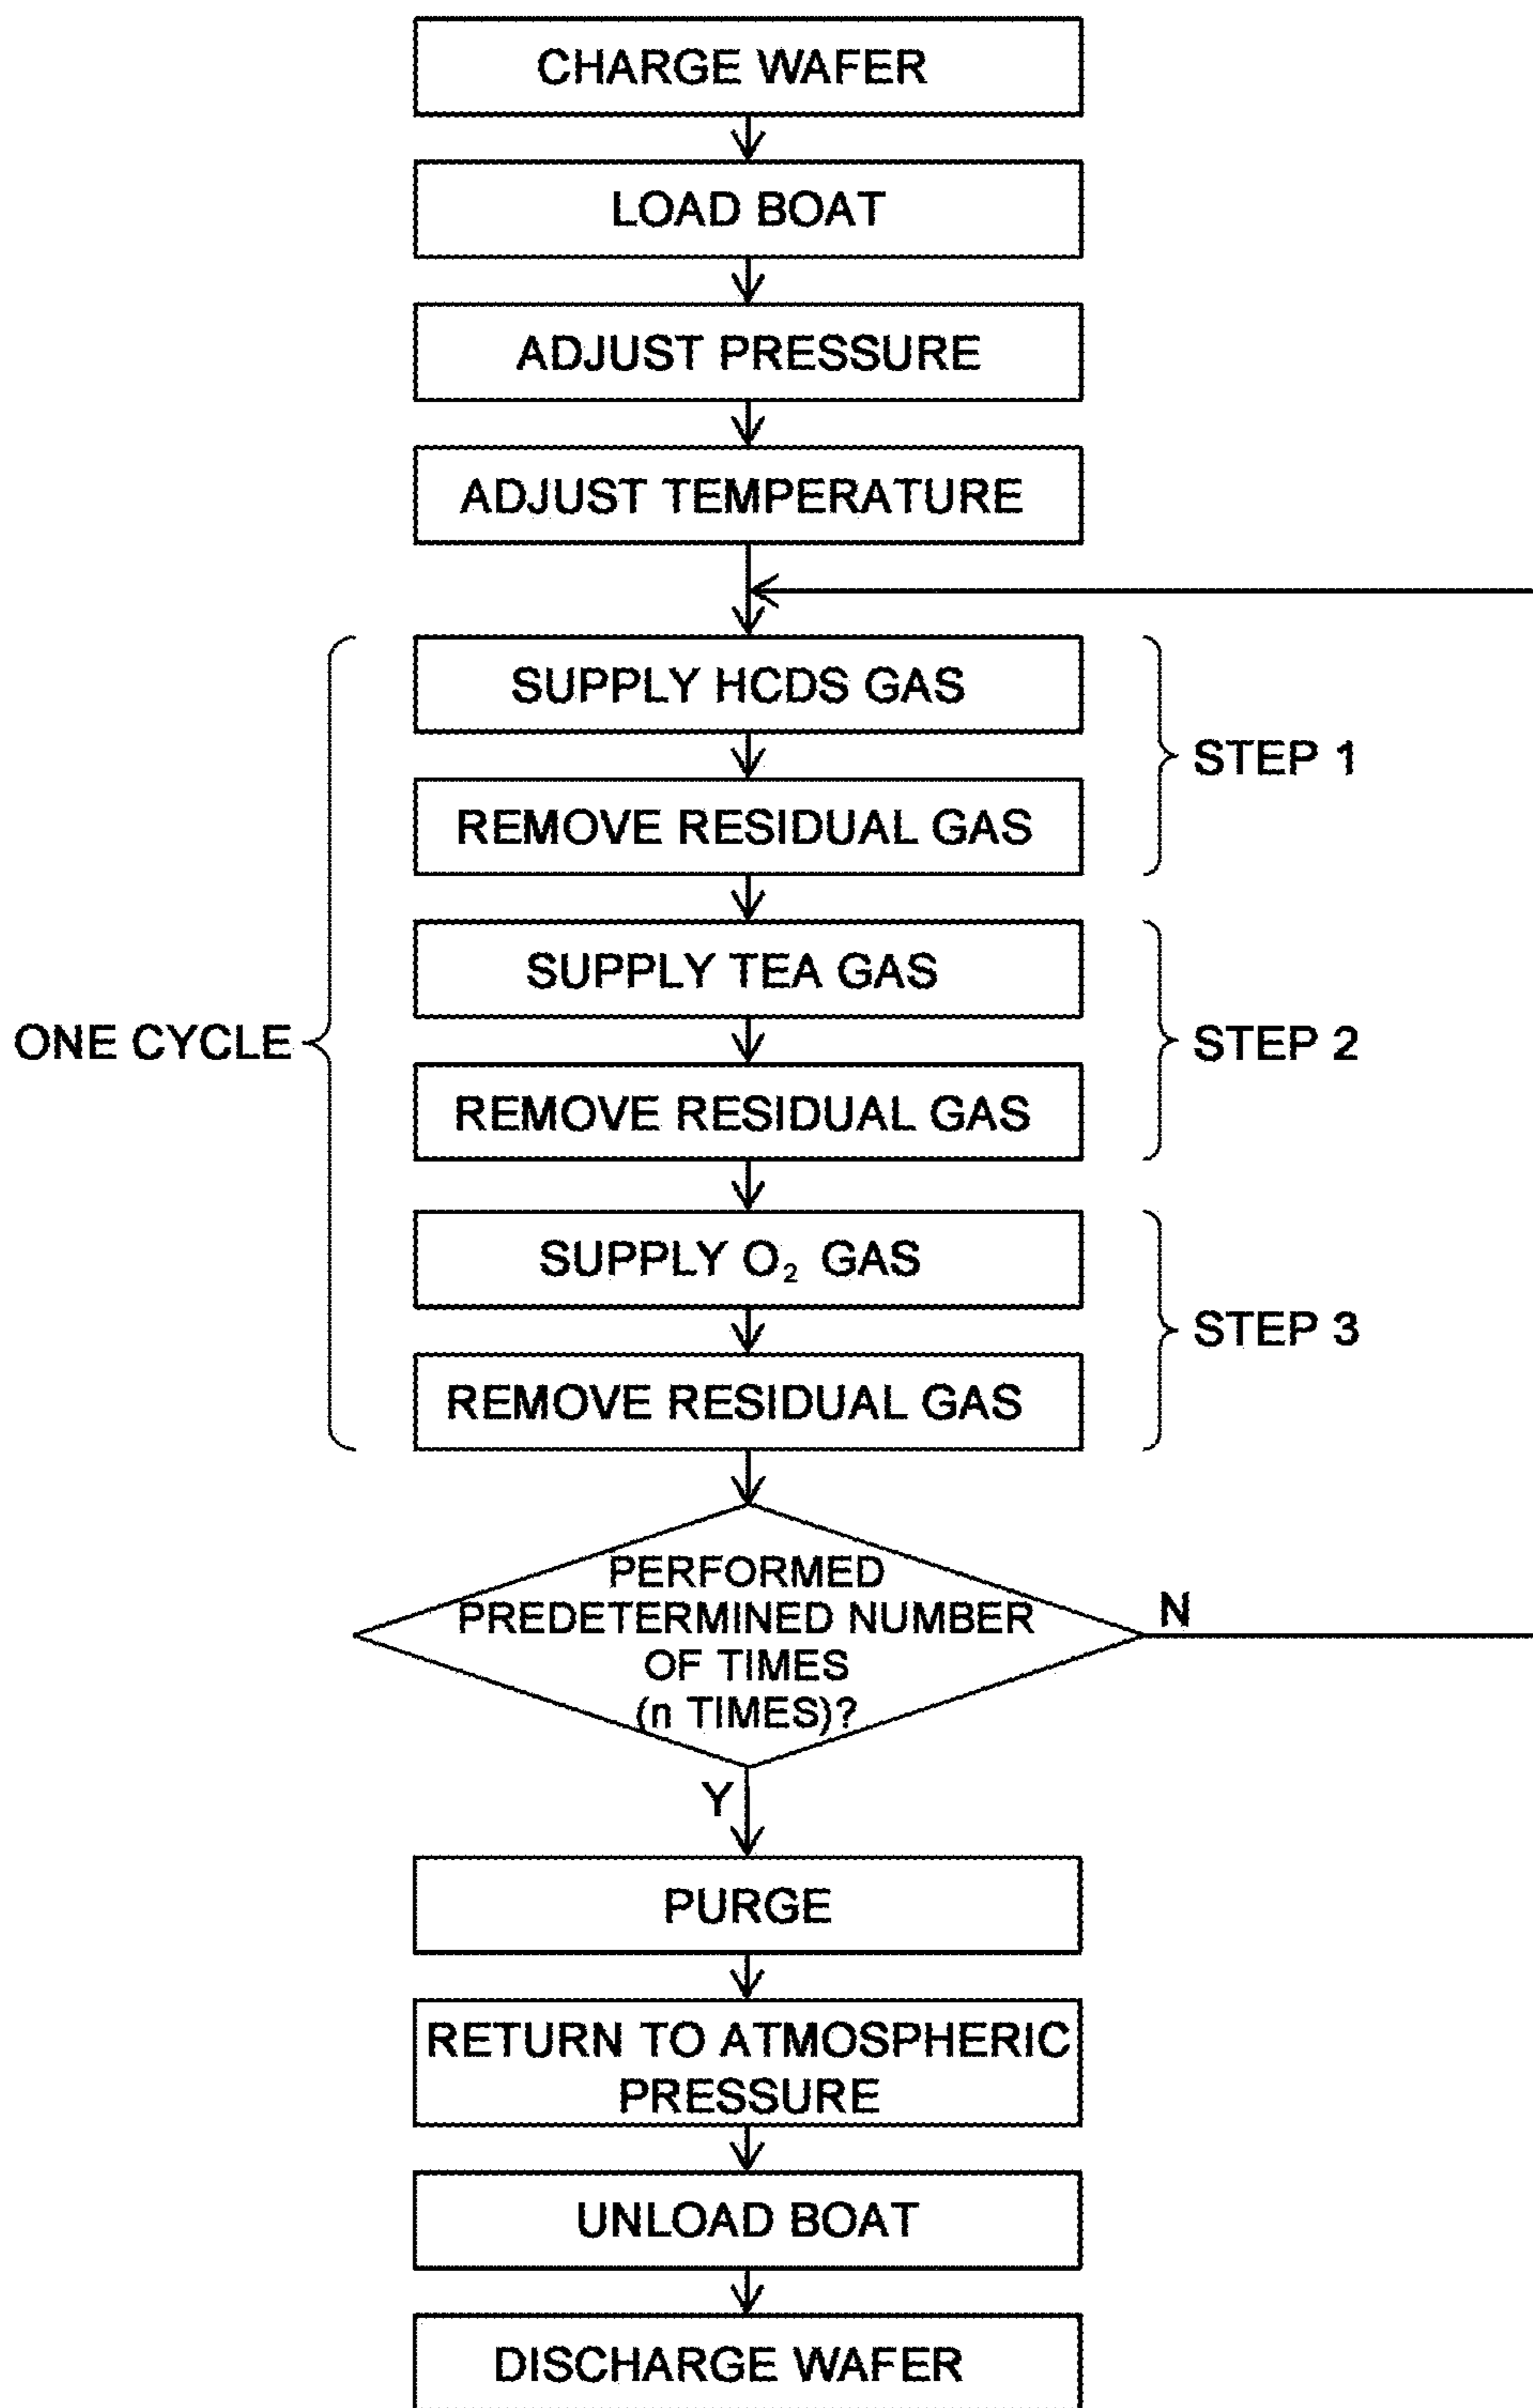 CHARGE WAFER
LOAD BOAT
ADJUST PRESSURE
ADJUST TEMPERATURE
SUPPLY HCDS GAS
STEP 1
REMOVE RESIDUAL GAS
SUPPLY TEA GAS
ONE CYCLE
STEP 2
REMOVE RESIDUAL GAS
SUPPLY O₂ GAS
STEP 3
REMOVE RESIDUAL GAS
PERFORMED
PREDETERMINED NUMBER
OF TIMES
(n TIMES)?
N
Y
PURGE
RETURN TO ATMOSPHERIC
PRESSURE
UNLOAD BOAT
DISCHARGE WAFER